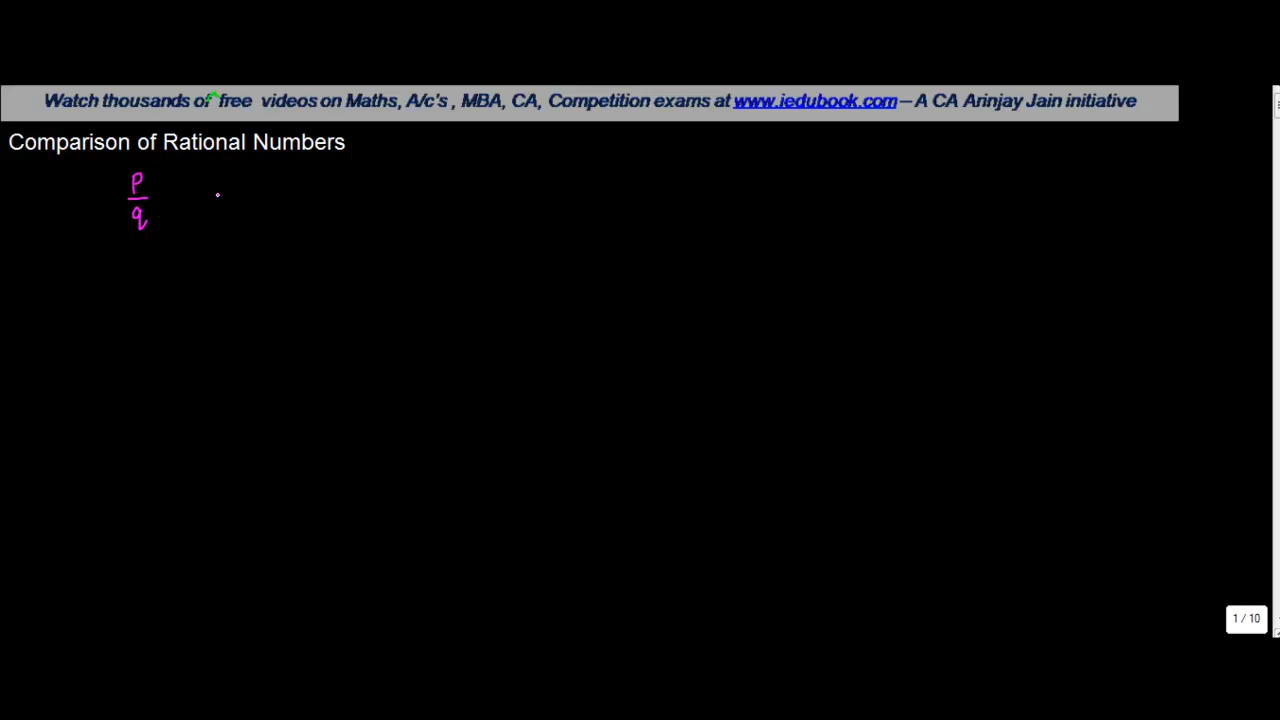 Watch thousands of free videos on Maths, A/c's , MBA, CA, Competition exams at www.iedubook.com – A CA Arinjay Jain initiative
Comparison of Rational Numbers
p
q
1 / 10